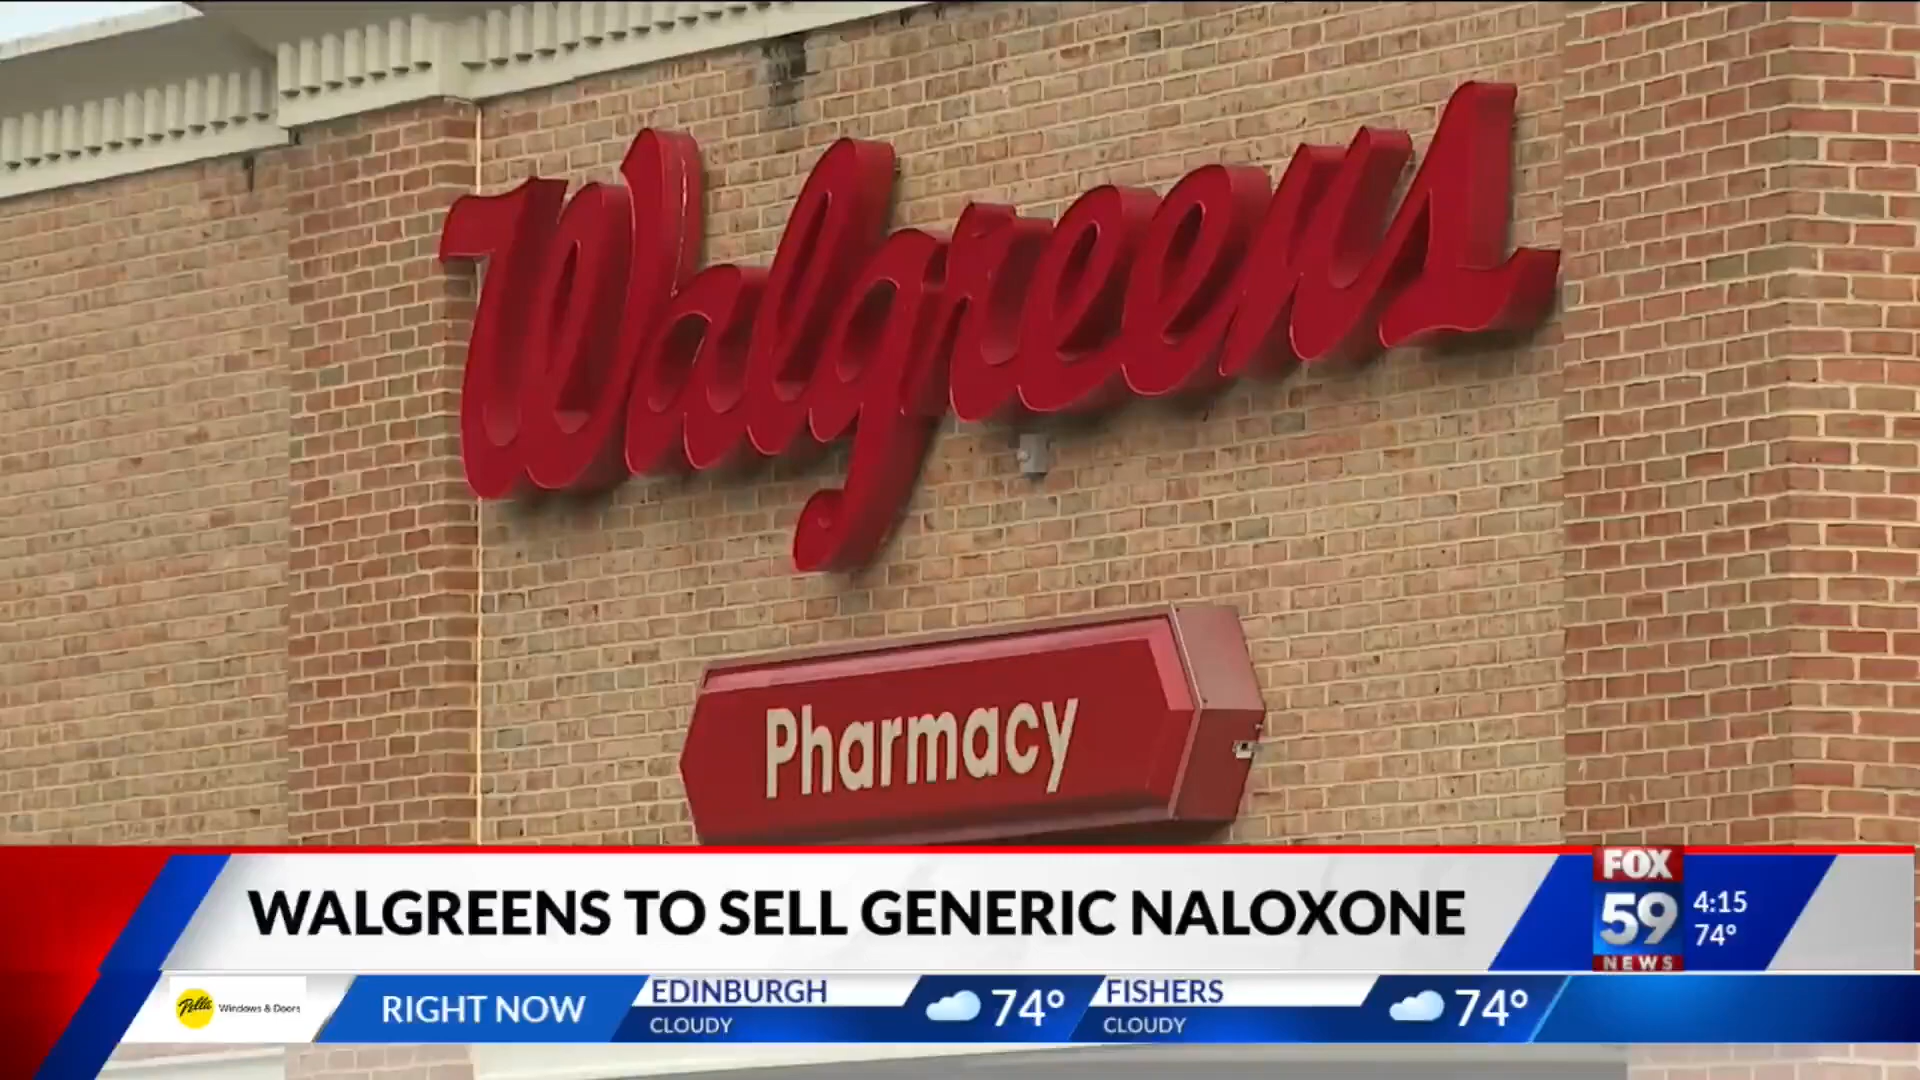 Walgreens
Pharmacy
WALGREENS TO SELL GENERIC NALOXONE
FOX
59
NEWS
4:15
74°
Pella Windows & Doors
RIGHT NOW
EDINBURGH
CLOUDY
74°
FISHERS
CLOUDY
74°